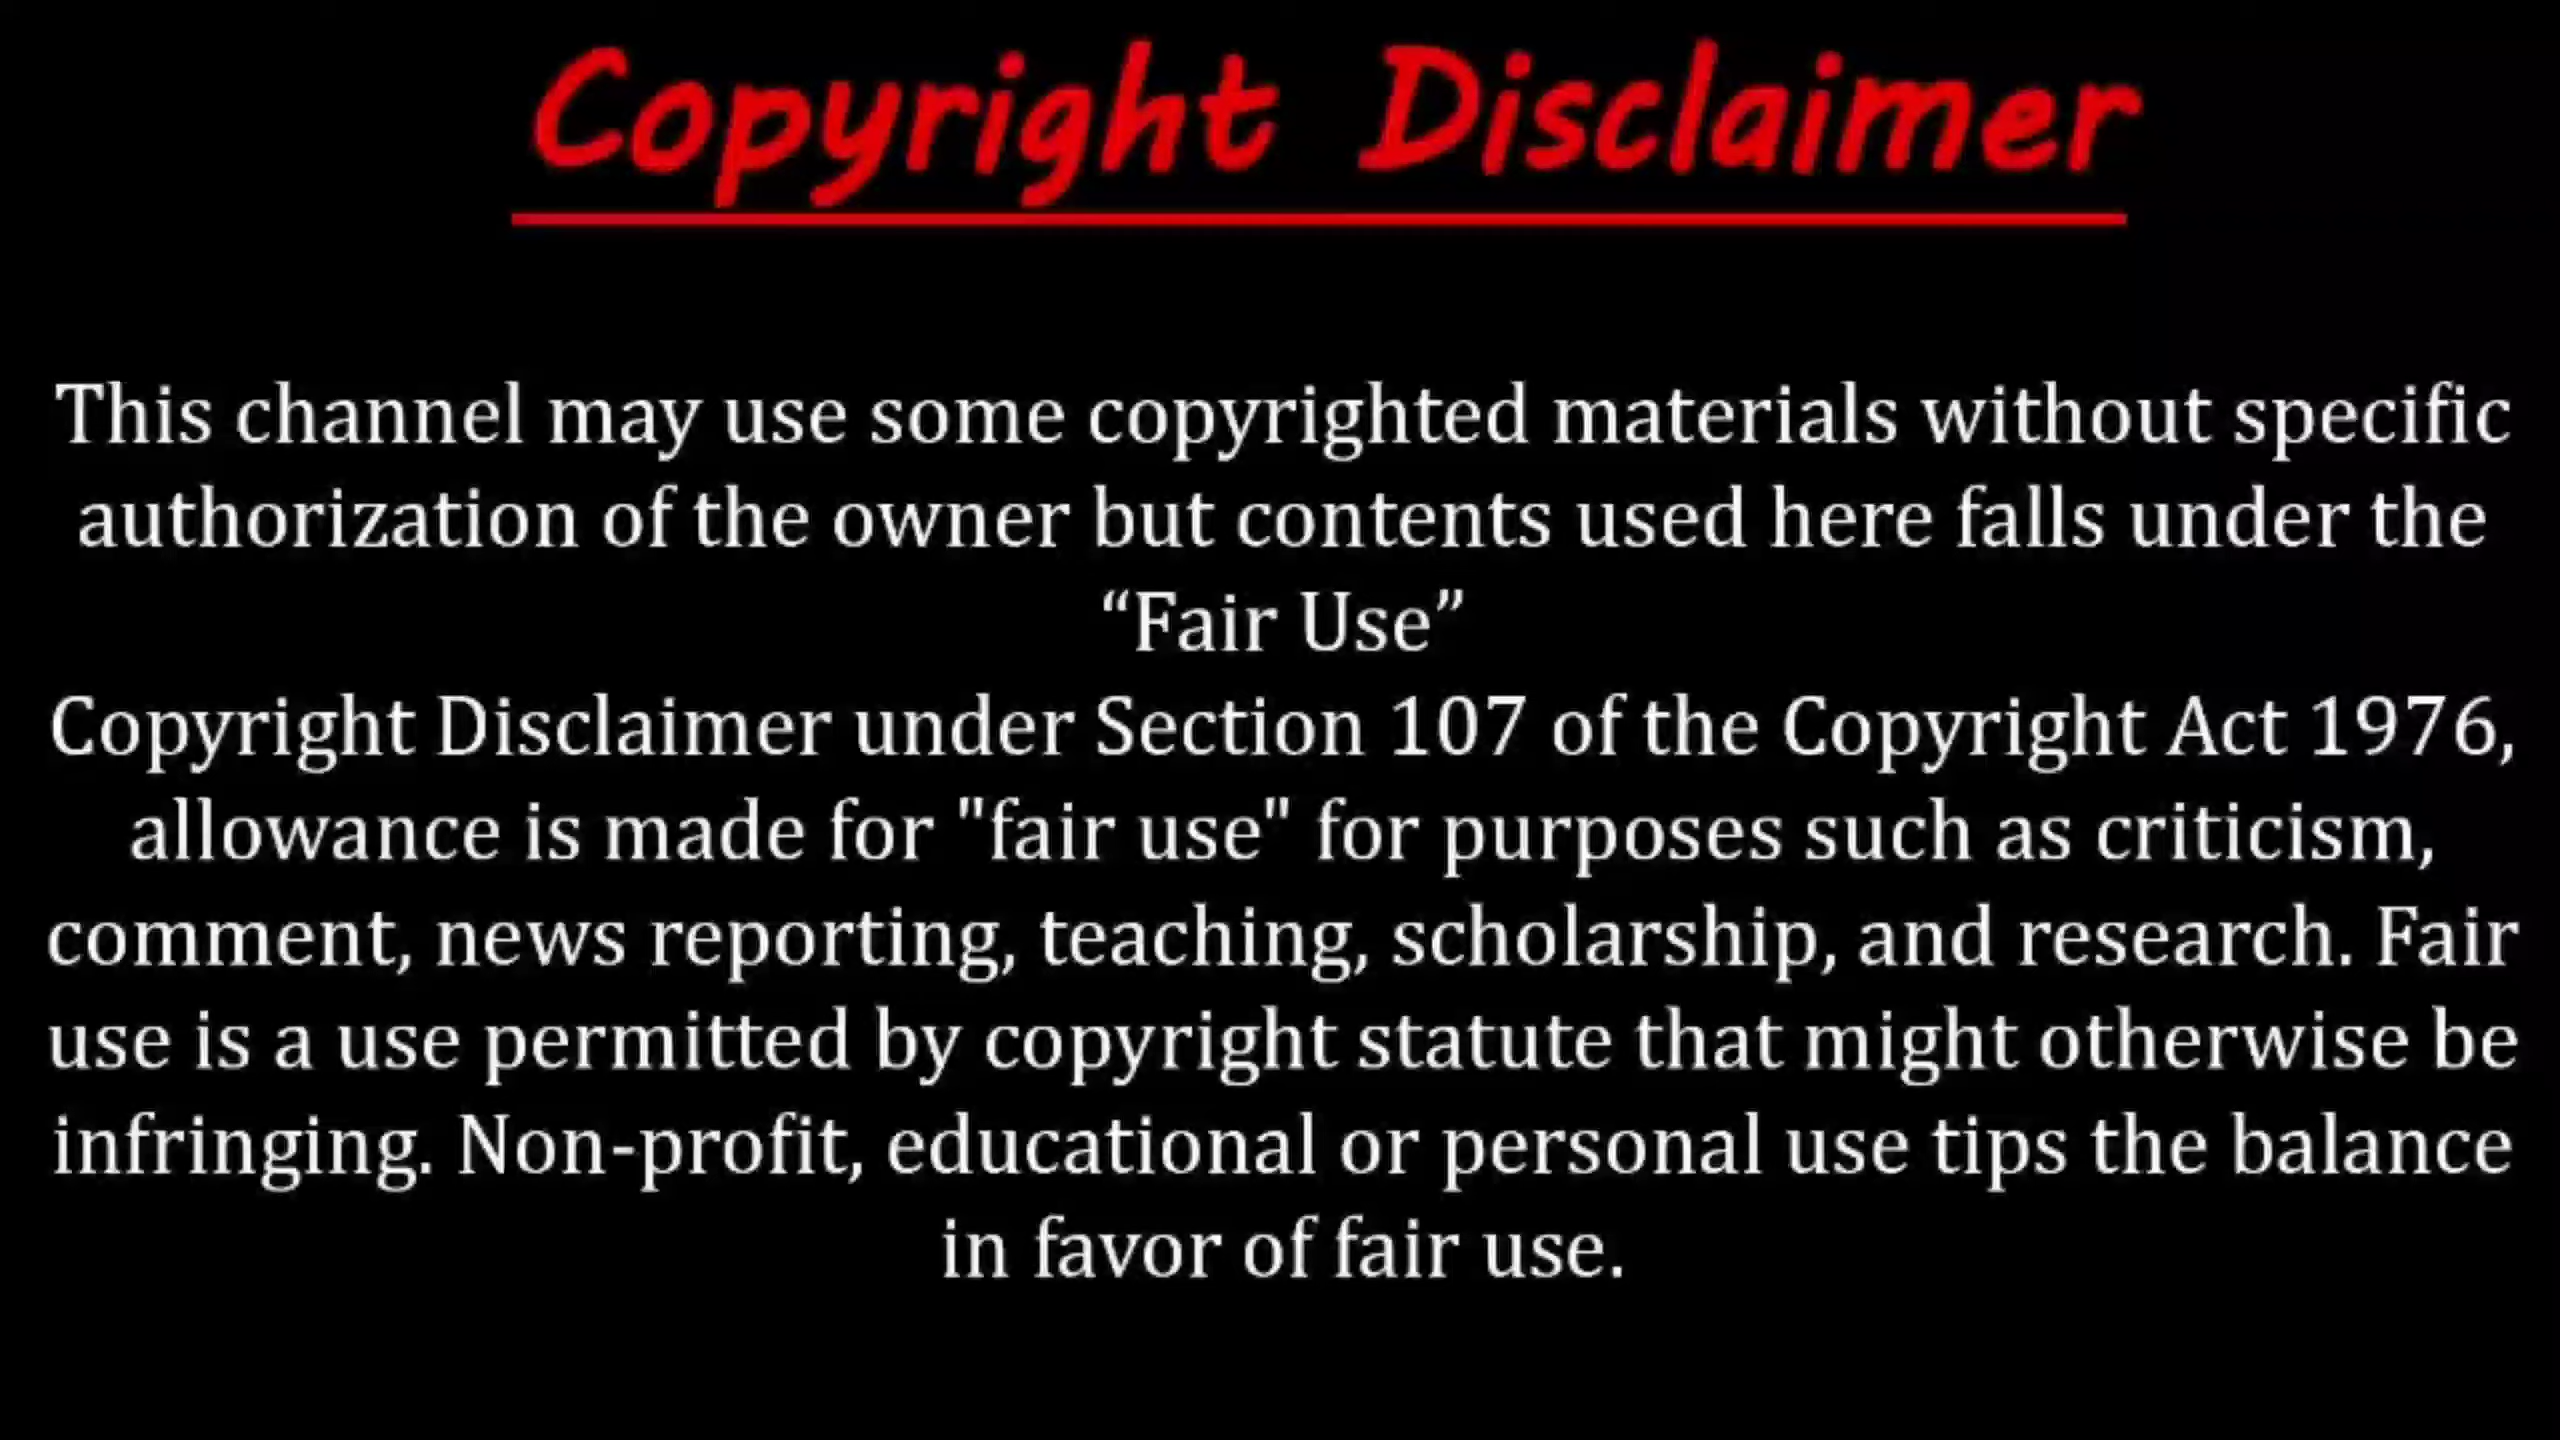 Copyright Disclaimer
This channel may use some copyrighted materials without specific
authorization of the owner but contents used here falls under the
“Fair Use”
Copyright Disclaimer under Section 107 of the Copyright Act 1976,
allowance is made for "fair use" for purposes such as criticism,
comment, news reporting, teaching, scholarship, and research. Fair
use is a use permitted by copyright statute that might otherwise be
infringing. Non-profit, educational or personal use tips the balance
in favor of fair use.